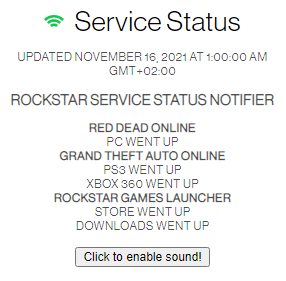 Service Status
UPDATED NOVEMBER 16, 2021 AT 1:00:00 AM
GMT+02:00
ROCKSTAR SERVICE STATUS NOTIFIER
RED DEAD ONLINE
PC WENT UP
GRAND THEFT AUTO ONLINE
PS3 WENT UP
XBOX 360 WENT UP
ROCKSTAR GAMES LAUNCHER
STORE WENT UP
DOWNLOADS WENT UP
Click to enable sound!